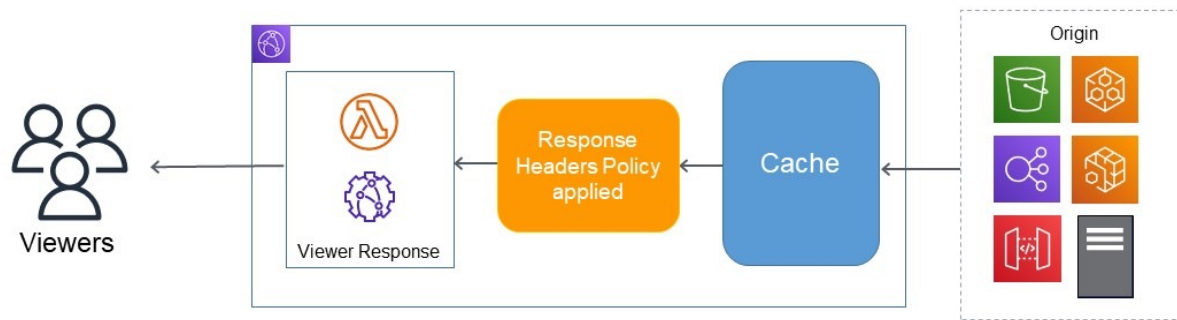 Origin
Response
Headers Policy
applied
Cache
Viewers
Viewer Response
</>